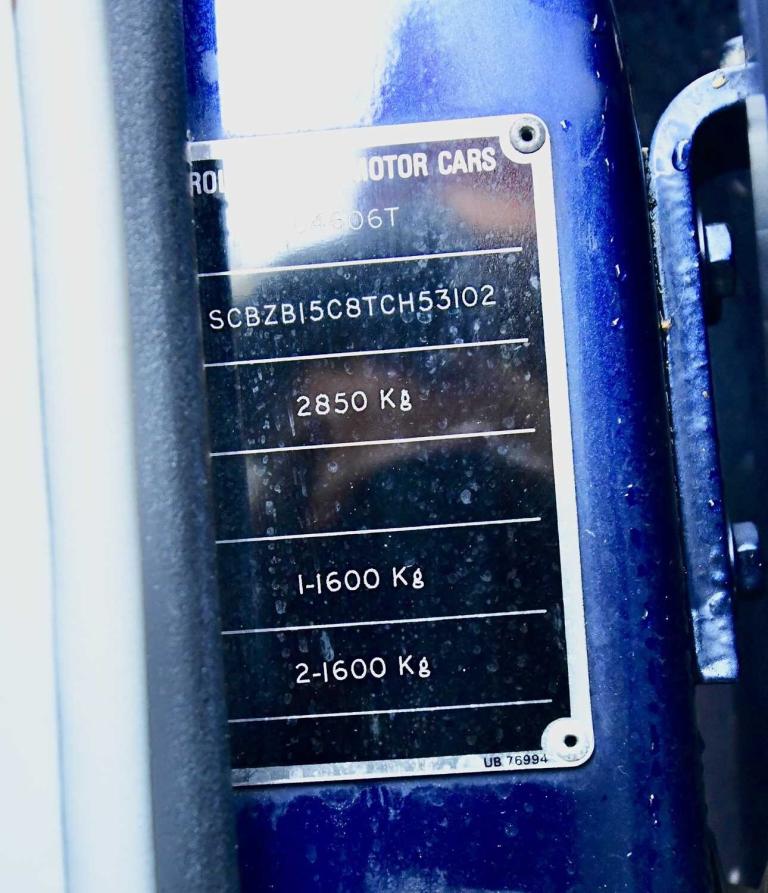 MOTOR CARS
SCBZB15C8TCH53102
2850 Kg
1-1600 Kg
2-1600 Kg
UB 76994